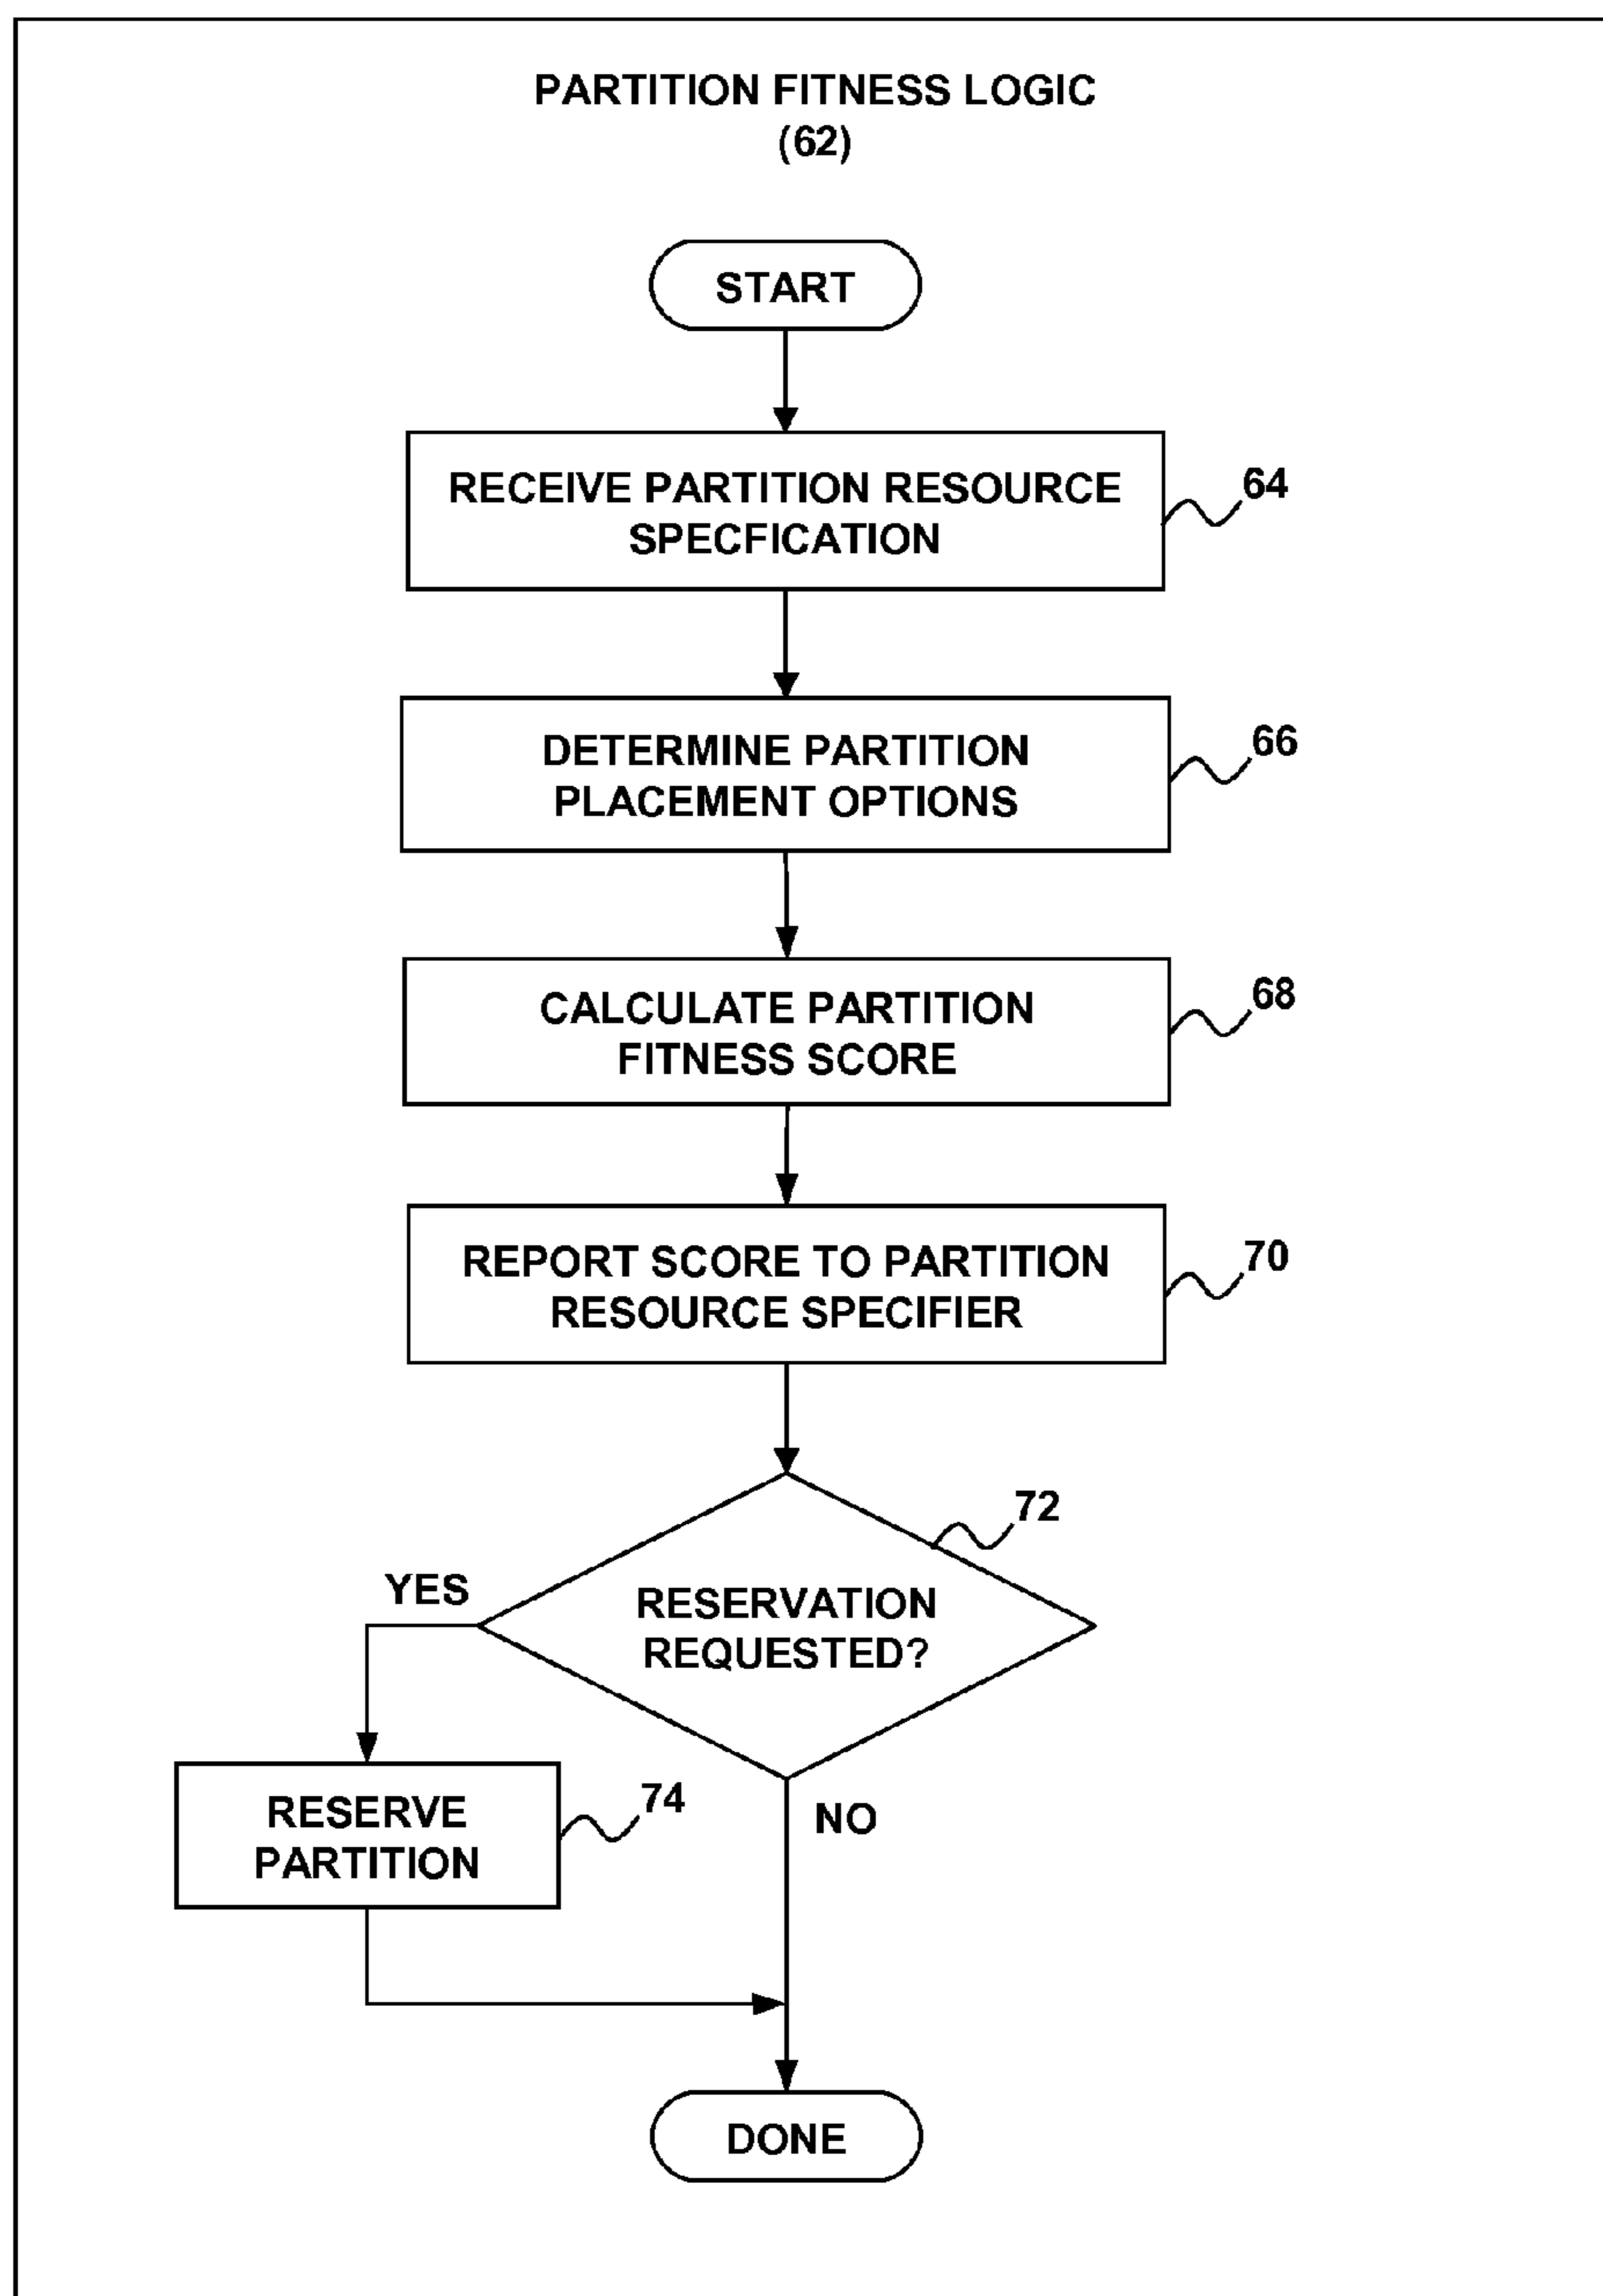 PARTITION FITNESS LOGIC
(62)
START
RECEIVE PARTITION RESOURCE
SPECFICATION
64
DETERMINE PARTITION
PLACEMENT OPTIONS
66
CALCULATE PARTITION
FITNESS SCORE
68
REPORT SCORE TO PARTITION
RESOURCE SPECIFIER
70
72
RESERVATION
REQUESTED?
YES
NO
RESERVE
PARTITION
74
DONE